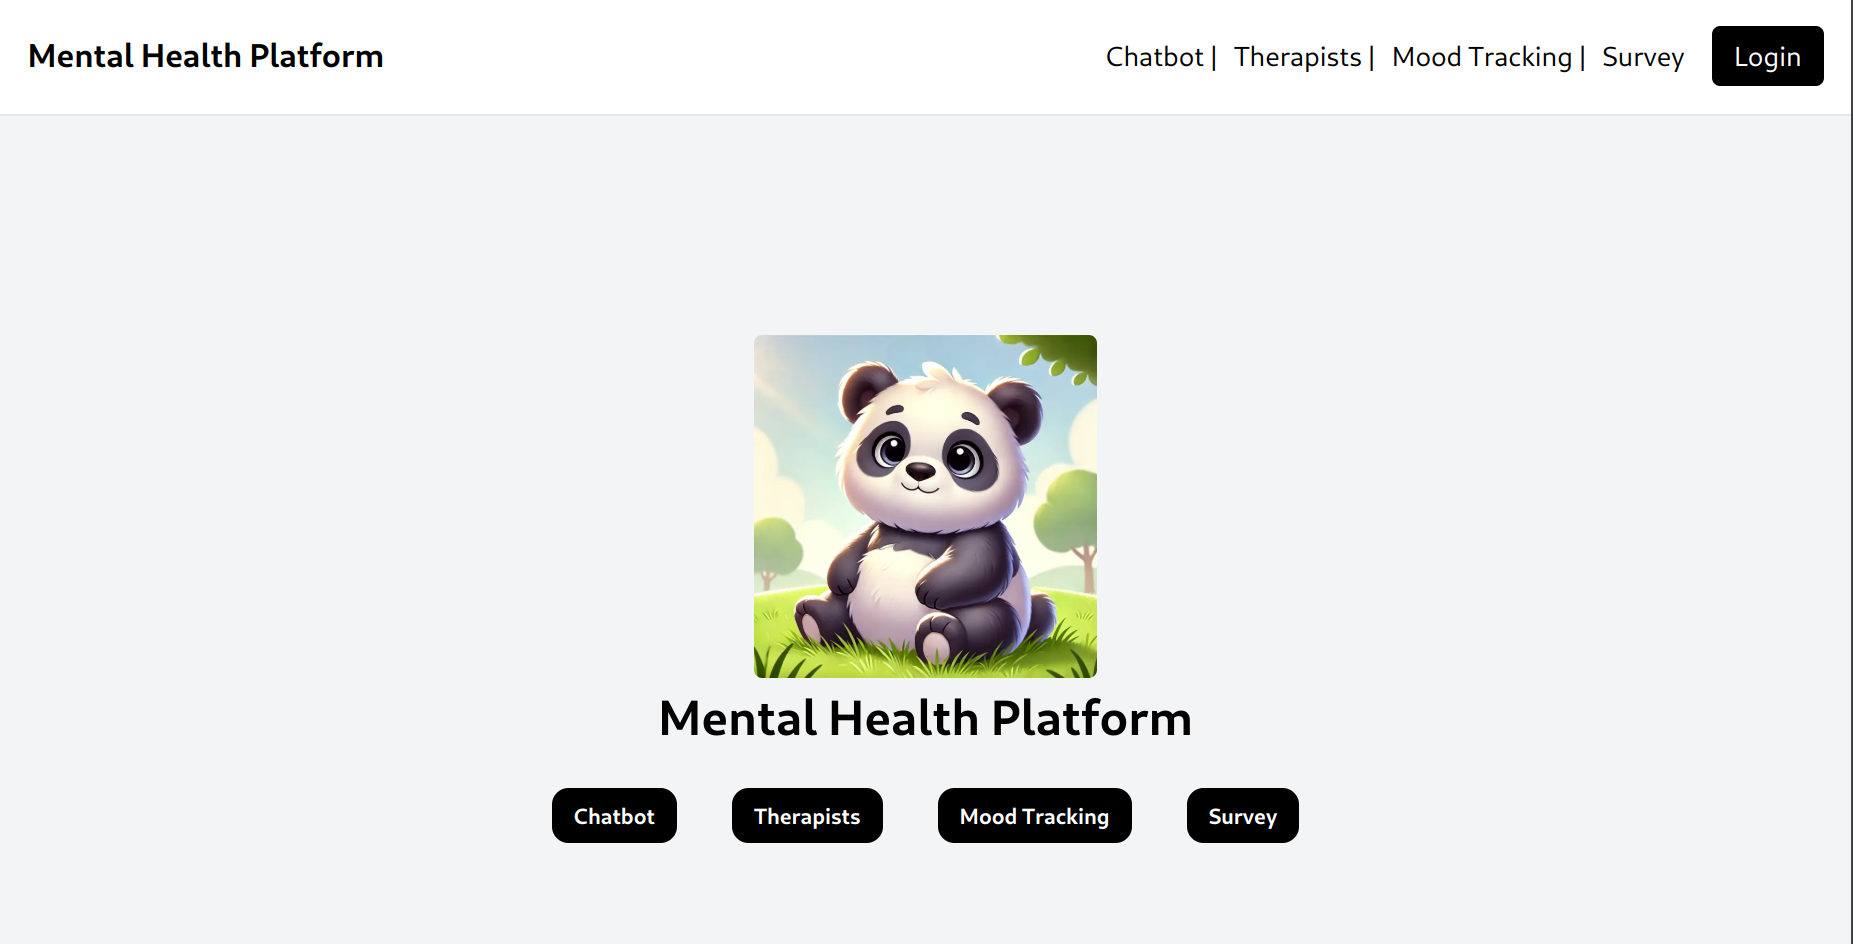 Mental Health Platform
Chatbot | Therapists | Mood Tracking | Survey Login
Mental Health Platform
Chatbot Therapists Mood Tracking Survey